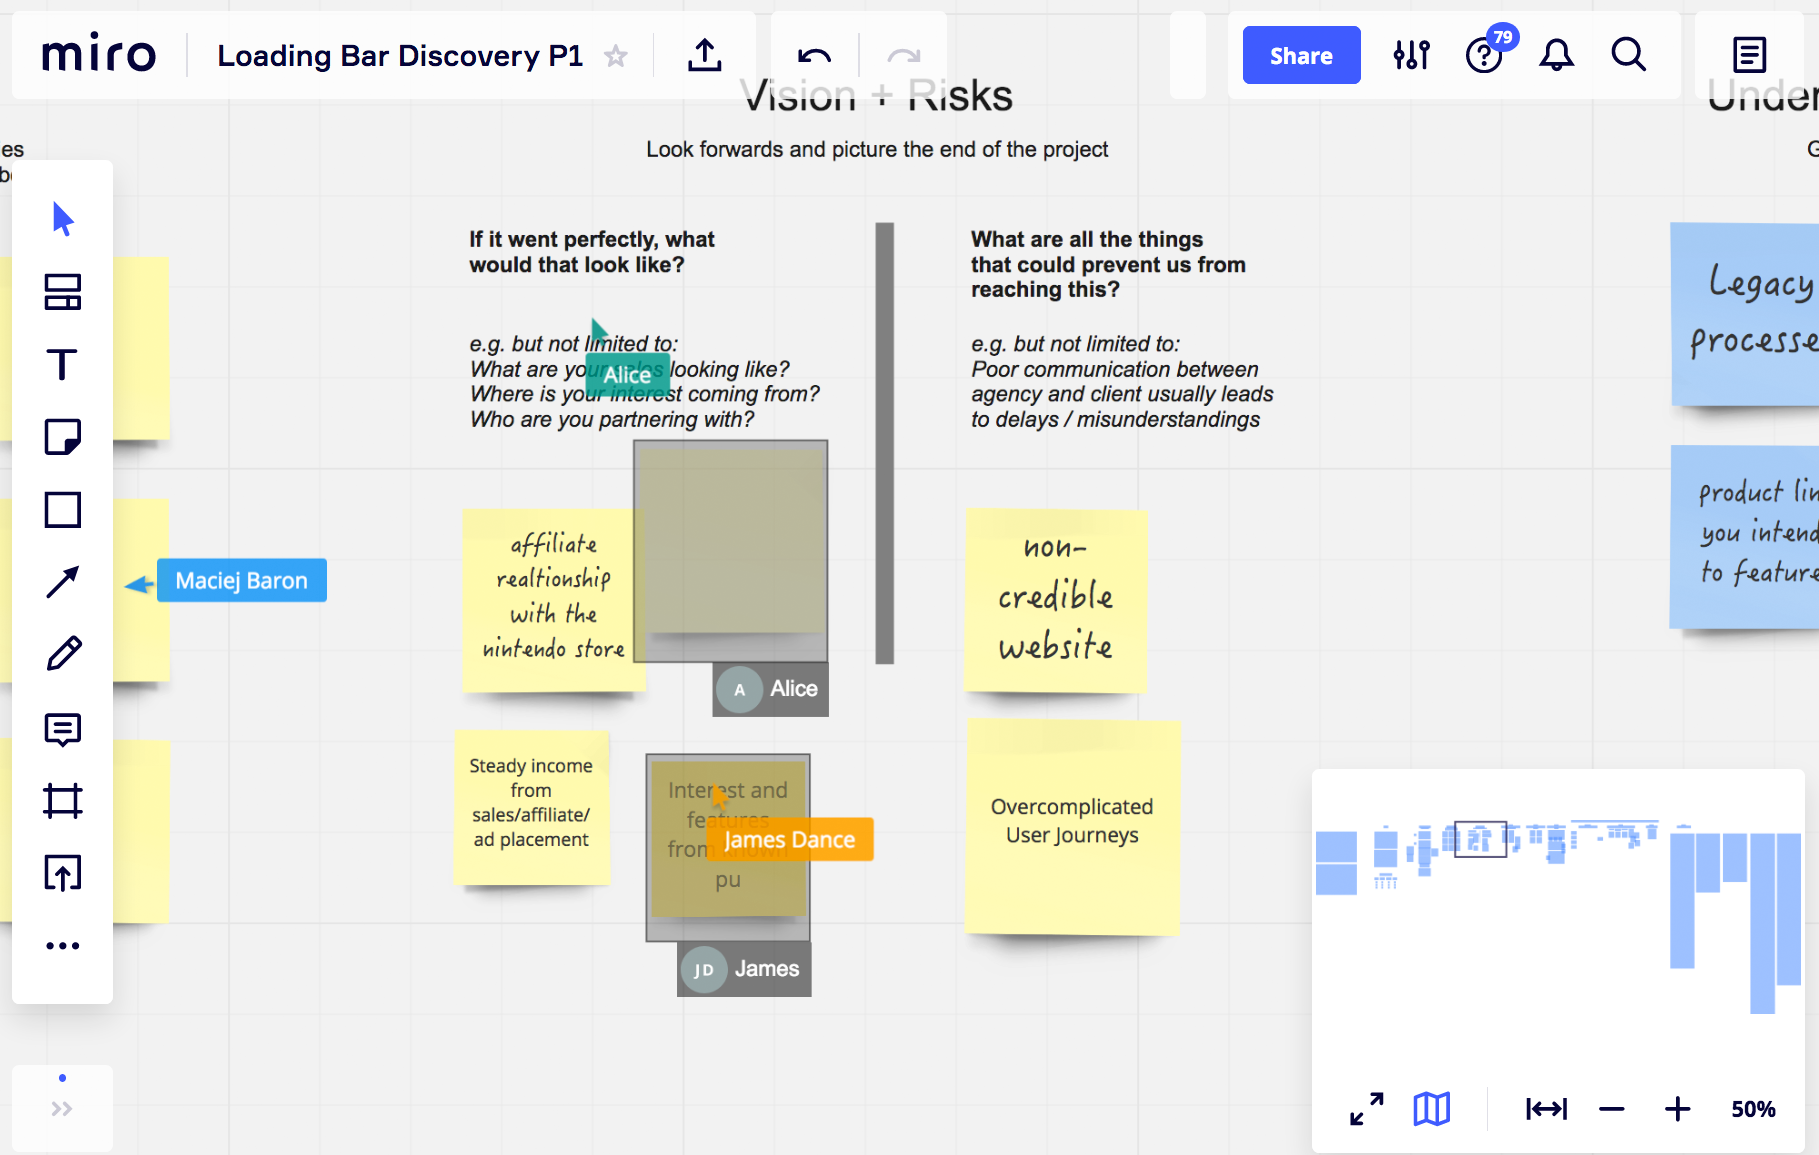 miro
Loading Bar Discovery P1
Share
79
Vision + Risks
Look forwards and picture the end of the project
es
be
If it went perfectly, what
would that look like?
e.g. but not limited to:
What are your sales looking like?
Where is your interest coming from?
Who are you partnering with?
Alice
What are all the things
that could prevent us from
reaching this?
e.g. but not limited to:
Poor communication between
agency and client usually leads
to delays / misunderstandings
Under
G
Legacy
processe
product lin
you intend
to feature
Maciej Baron
affiliate
realtionship
with the
nintendo store
A Alice
non-
credible
website
Steady income
from
sales/affiliate/
ad placement
Interest and
features
from known
pu
James Dance
JD James
Overcomplicated
User Journeys
50%